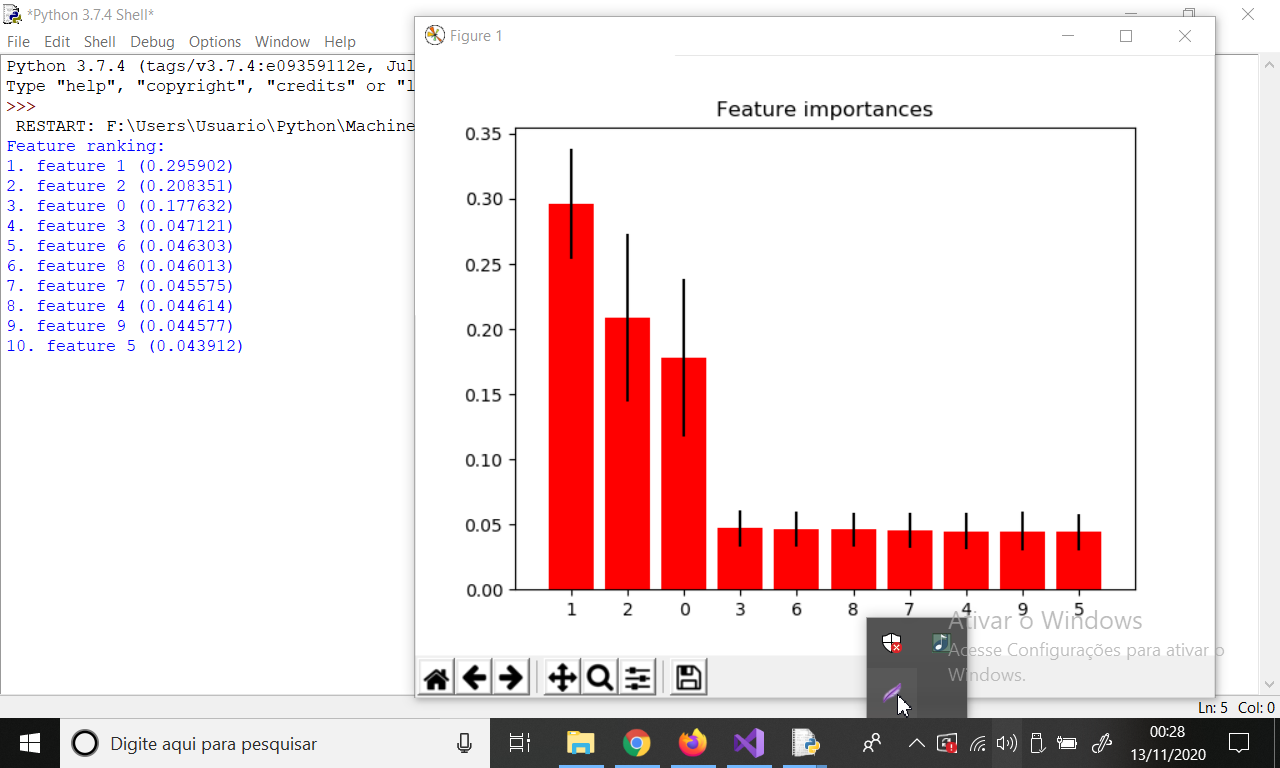 *Python 3.7.4 Shell*
File Edit Shell Debug Options Window Help
Python 3.7.4 (tags/v3.7.4:e09359112e, Jul
Type "help", "copyright", "credits" or "l
>>>
RESTART: F:\Users\Usuario\Python\Machine
Feature ranking:
1. feature 1 (0.295902)
2. feature 2 (0.208351)
3. feature 0 (0.177632)
4. feature 3 (0.047121)
5. feature 6 (0.046303)
6. feature 8 (0.046013)
7. feature 7 (0.045575)
8. feature 4 (0.044614)
9. feature 9 (0.044577)
10. feature 5 (0.043912)
Figure 1
Feature importances
0.35
0.30
0.25
0.20
0.15
0.10
0.05
0.00
1 2 0 3 6 8 7 4 9 5
Ativar o Windows
Acesse Configurações para ativar o
Windows.
Ln: 5 Col: 0
Digite aqui para pesquisar
00:28
13/11/2020